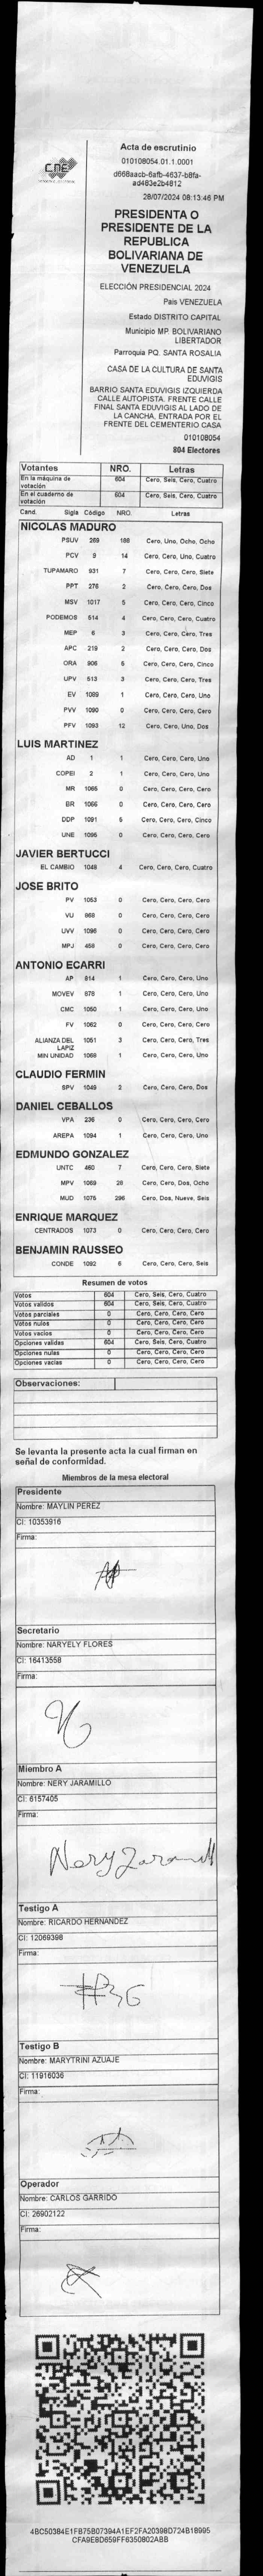 CNE
Acta de escrutinio
010108054.01.1.0001
d668aacb-6afb-4637-b8fa-
ad483e2b4812
28/07/2024 08:13:46 PM
PRESIDENTA O
PRESIDENTE DE LA
REPUBLICA
BOLIVARIANA DE
VENEZUELA
ELECCIÓN PRESIDENCIAL 2024
Pais VENEZUELA
Estado DISTRITO CAPITAL
Municipio MP. BOLIVARIANO
LIBERTADOR
Parroquia PQ. SANTA ROSALIA
CASA DE LA CULTURA DE SANTA
EDUVIGIS
BARRIO SANTA EDUVIGIS IZQUIERDA
CALLE AUTOPISTA. FRENTE CALLE
FINAL SANTA EDUVIGIS AL LADO DE
LA CANCHA. ENTRADA POR EL
FRENTE DEL CEMENTERIO CASA
010108054
804 Electores
Votantes NRO. Letras
En la máquina de votación 604 Cero, Seis, Cero, Cuatro
En el cuaderno de votación 604 Cero, Seis, Cero, Cuatro
Cand. Sigla Código NRO. Letras
NICOLAS MADURO
PSUV 269 188 Cero, Uno, Ocho, Ocho
PCV 9 14 Cero, Cero, Uno, Cuatro
TUPAMARO 931 7 Cero, Cero, Cero, Siete
PPT 276 2 Cero, Cero, Cero, Dos
MSV 1017 5 Cero, Cero, Cero, Cinco
PODEMOS 514 4 Cero, Cero, Cero, Cuatro
MEP 6 3 Cero, Cero, Cero, Tres
APC 219 2 Cero, Cero, Cero, Dos
ORA 906 5 Cero, Cero, Cero, Cinco
UPV 513 3 Cero, Cero, Cero, Tres
EV 1089 1 Cero, Cero, Cero, Uno
PVV 1090 0 Cero, Cero, Cero, Cero
PFV 1093 12 Cero, Cero, Uno, Dos
LUIS MARTINEZ
AD 1 1 Cero, Cero, Cero, Uno
COPEI 2 1 Cero, Cero, Cero, Uno
MR 1065 0 Cero, Cero, Cero, Cero
BR 1066 0 Cero, Cero, Cero, Cero
DDP 1091 5 Cero, Cero, Cero, Cinco
UNE 1095 0 Cero, Cero, Cero, Cero
JAVIER BERTUCCI
EL CAMBIO 1048 4 Cero, Cero, Cero, Cuatro
JOSE BRITO
PV 1053 0 Cero, Cero, Cero, Cero
VU 868 0 Cero, Cero, Cero, Cero
UVV 1096 0 Cero, Cero, Cero, Cero
MPJ 456 0 Cero, Cero, Cero, Cero
ANTONIO ECARRI
AP 814 1 Cero, Cero, Cero, Uno
MOVEV 878 1 Cero, Cero, Cero, Uno
CMC 1050 1 Cero, Cero, Cero, Uno
FV 1062 0 Cero, Cero, Cero, Cero
ALIANZA DEL LAPIZ 1051 3 Cero, Cero, Cero, Tres
MIN UNIDAD 1068 1 Cero, Cero, Cero, Uno
CLAUDIO FERMIN
SPV 1049 2 Cero, Cero, Cero, Dos
DANIEL CEBALLOS
VPA 236 0 Cero, Cero, Cero, Cero
AREPA 1094 1 Cero, Cero, Cero, Uno
EDMUNDO GONZALEZ
UNTC 460 7 Cero, Cero, Cero, Siete
MPV 1069 28 Cero, Cero, Dos, Ocho
MUD 1075 296 Cero, Dos, Nueve, Seis
ENRIQUE MARQUEZ
CENTRADOS 1073 0 Cero, Cero, Cero, Cero
BENJAMIN RAUSSEO
CONDE 1092 6 Cero, Cero, Cero, Seis
Resumen de votos
Votos 604 Cero, Seis, Cero, Cuatro
Votos validos 604 Cero, Seis, Cero, Cuatro
Votos parciales 0 Cero, Cero, Cero, Cero
Votos nulos 0 Cero, Cero, Cero, Cero
Votos vacios 0 Cero, Cero, Cero, Cero
Opciones validas 604 Cero, Seis, Cero, Cuatro
Opciones nulas 0 Cero, Cero, Cero, Cero
Opciones vacias 0 Cero, Cero, Cero, Cero
Observaciones:
Se levanta la presente acta la cual firman en
señal de conformidad.
Miembros de la mesa electoral
Presidente
Nombre: MAYLIN PEREZ
CI: 10353916
Firma:
Secretario
Nombre: NARYELY FLORES
CI: 16413558
Firma:
Miembro A
Nombre: NERY JARAMILLO
CI: 6157405
Firma:
Nery Jaramill
Testigo A
Nombre: RICARDO HERNANDEZ
CI: 12069398
Firma:
Testigo B
Nombre: MARYTRINI AZUAJE
CI: 11916036
Firma:
Operador
Nombre: CARLOS GARRIDO
CI: 26902122
Firma:
4BC50384E1FB75B07394A1EF2FA20398D724B18995
CFA9E8D659FF6350802ABB